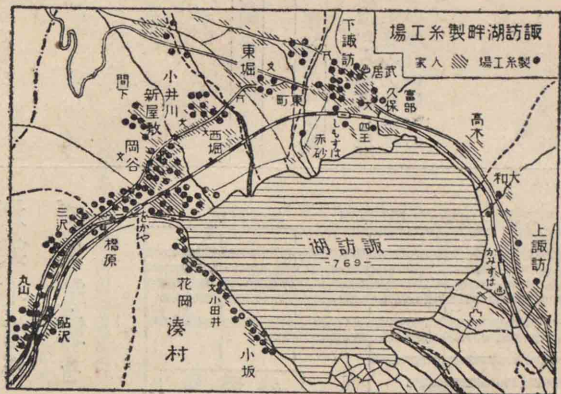 場工糸製畔湖訪諏
家人 場工糸製
下諏訪
東堀
小井川
間下
新屋敷
岡谷
西堀
東町
武居
久保
富部
高木
しもすは
四王
赤砂
大和
上諏訪
かみすは
湖訪諏
-769-
三沢
をかや
橋原
丸山
鮎沢
花岡
小田井
湊村
小坂